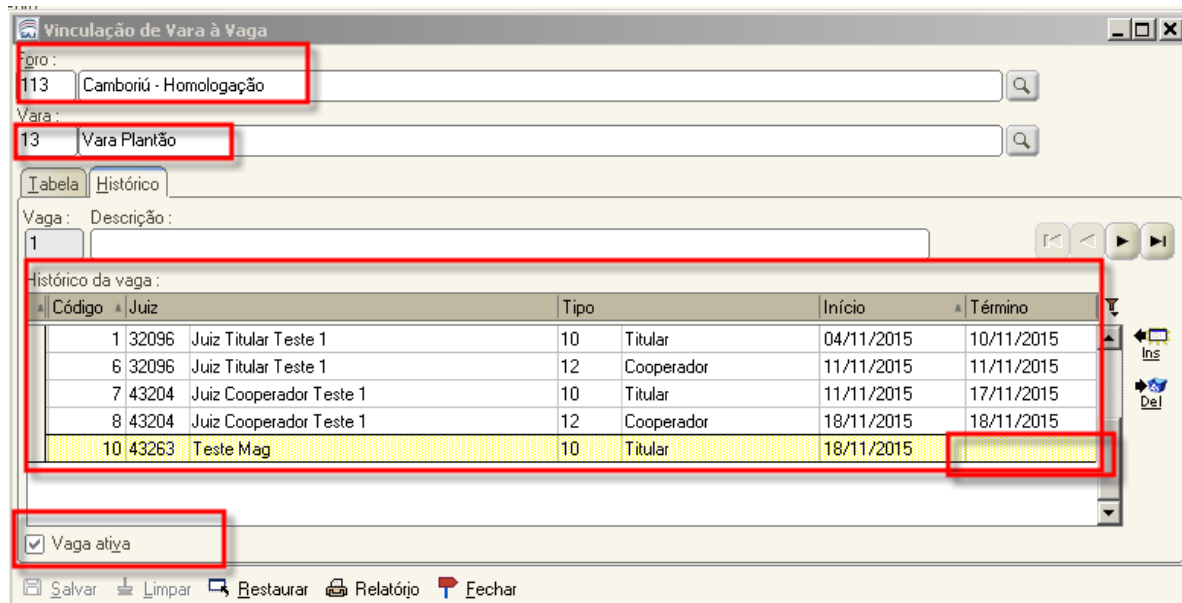 Vinculação de Vara à Vaga
Foro :
113 Camboriú - Homologação
Vara :
13 Vara Plantão
Tabela Histórico
Vaga : Descrição :
1
Histórico da vaga :
Código Juiz Tipo Início Término
1 32096 Juiz Titular Teste 1 10 Titular 04/11/2015 10/11/2015
6 32096 Juiz Titular Teste 1 12 Cooperador 11/11/2015 11/11/2015
7 43204 Juiz Cooperador Teste 1 10 Titular 11/11/2015 17/11/2015
8 43204 Juiz Cooperador Teste 1 12 Cooperador 18/11/2015 18/11/2015
10 43263 Teste Mag 10 Titular 18/11/2015
Ins
Del
Vaga ativa
Salvar Limpar Restaurar Relatório Fechar